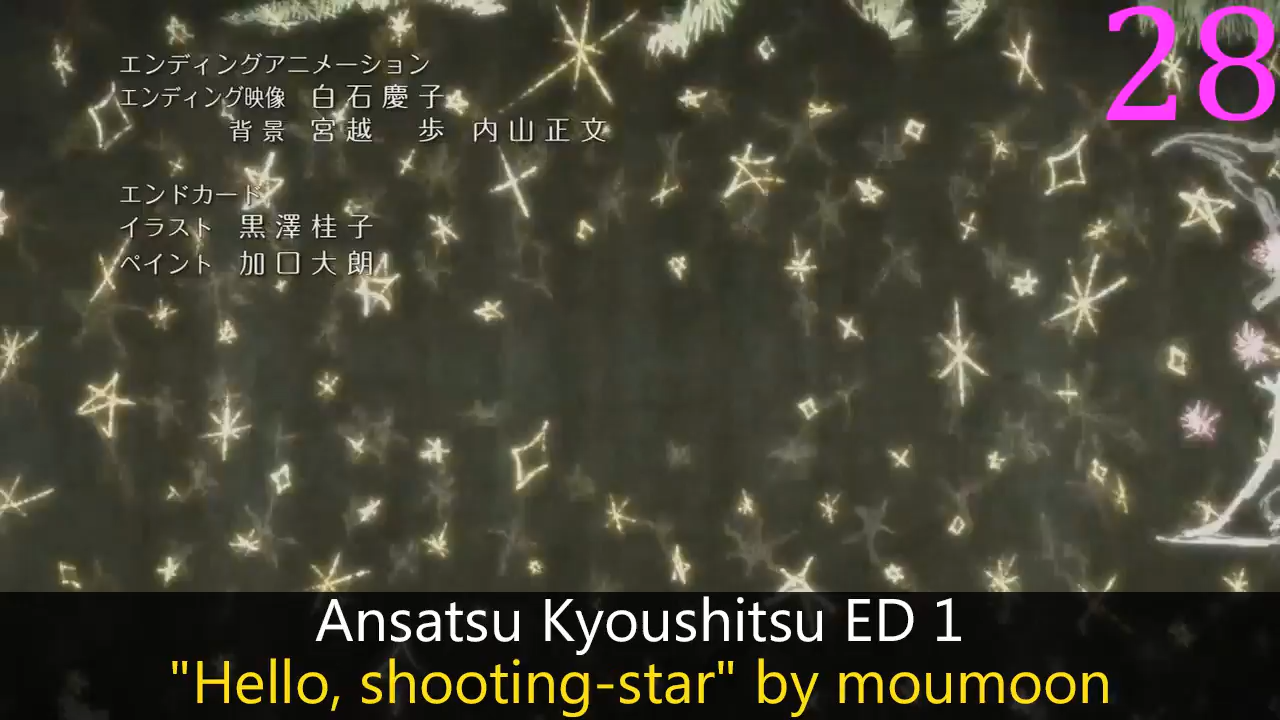 28
エンディングアニメーション
エンディング映像 白石慶子
背景 宮越 歩 内山正文
エンドカード
イラスト 黒澤桂子
ペイント 加口大朗
Ansatsu Kyoushitsu ED 1
"Hello, shooting-star" by moumoon